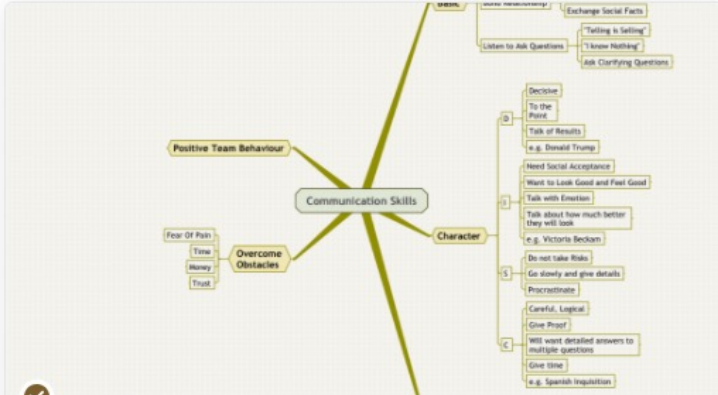 Basic
Build Relationship
Exchange Social Facts
Listen to Ask Questions
"Telling is Selling"
"I know Nothing"
Ask Clarifying Questions
Positive Team Behaviour
Communication Skills
Overcome
Obstacles
Fear Of Pain
Time
Money
Trust
Character
D
Decisive
To the
Point
Talk of Results
e.g. Donald Trump
I
Need Social Acceptance
Want to Look Good and Feel Good
Talk with Emotion
Talk about how much better
they will look
e.g. Victoria Beckam
S
Do not take Risks
Go slowly and give details
Procrastinate
C
Careful, Logical
Give Proof
Will want detailed answers to
multiple questions
Give time
e.g. Spanish Inquisition